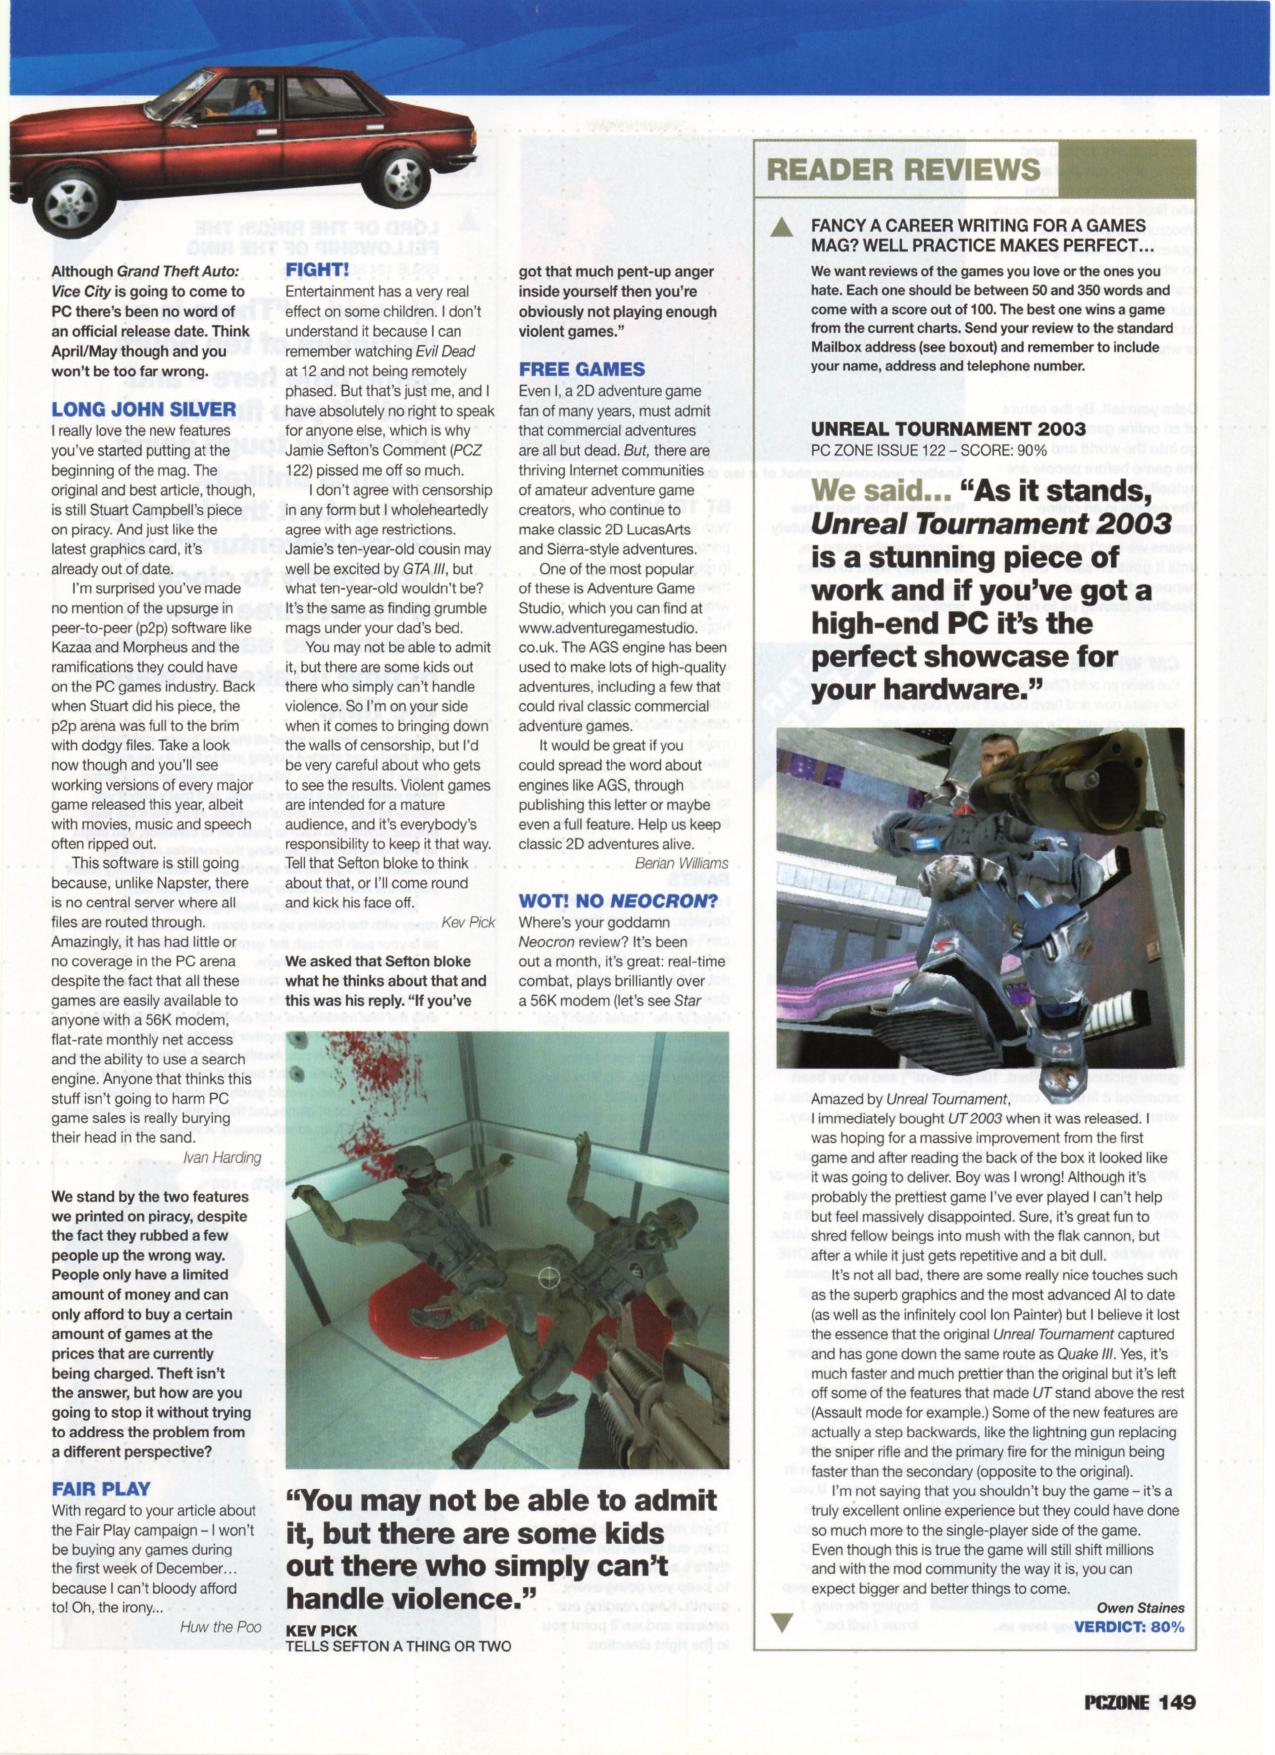 Although Grand Theft Auto:
Vice City is going to come to
PC there's been no word of
an official release date. Think
April/May though and you
won't be too far wrong.
LONG JOHN SILVER
I really love the new features
you've started putting at the
beginning of the mag. The
original and best article, though,
is still Stuart Campbell's piece
on piracy. And just like the
latest graphics card, it's
already out of date.
I'm surprised you've made
no mention of the upsurge in
peer-to-peer (p2p) software like
Kazaa and Morpheus and the
ramifications they could have
on the PC games industry. Back
when Stuart did his piece, the
p2p arena was full to the brim
with dodgy files. Take a look
now though and you'll see
working versions of every major
game released this year, albeit
with movies, music and speech
often ripped out.
This software is still going
because, unlike Napster, there
is no central server where all
files are routed through.
Amazingly, it has had little or
no coverage in the PC arena
despite the fact that all these
games are easily available to
anyone with a 56K modem,
flat-rate monthly net access
and the ability to use a search
engine. Anyone that thinks this
stuff isn't going to harm PC
game sales is really burying
their head in the sand.
Ivan Harding
We stand by the two features
we printed on piracy, despite
the fact they rubbed a few
people up the wrong way.
People only have a limited
amount of money and can
only afford to buy a certain
amount of games at the
prices that are currently
being charged. Theft isn't
the answer, but how are you
going to stop it without trying
to address the problem from
a different perspective?
FAIR PLAY
With regard to your article about
the Fair Play campaign – I won't
be buying any games during
the first week of December...
because I can't bloody afford
to! Oh, the irony...
Huw the Poo
FIGHT!
Entertainment has a very real
effect on some children. I don't
understand it because I can
remember watching Evil Dead
at 12 and not being remotely
phased. But that's just me, and I
have absolutely no right to speak
for anyone else, which is why
Jamie Sefton's Comment (PCZ
122) pissed me off so much.
I don't agree with censorship
in any form but I wholeheartedly
agree with age restrictions.
Jamie's ten-year-old cousin may
well be excited by GTA III, but
what ten-year-old wouldn't be?
It's the same as finding grumble
mags under your dad's bed.
You may not be able to admit
it, but there are some kids out
there who simply can't handle
violence. So I'm on your side
when it comes to bringing down
the walls of censorship, but I'd
be very careful about who gets
to see the results. Violent games
are intended for a mature
audience, and it's everybody's
responsibility to keep it that way.
Tell that Sefton bloke to think
about that, or I'll come round
and kick his face off.
Kev Pick
We asked that Sefton bloke
what he thinks about that and
this was his reply. "If you've
got that much pent-up anger
inside yourself then you're
obviously not playing enough
violent games."
FREE GAMES
Even I, a 2D adventure game
fan of many years, must admit
that commercial adventures
are all but dead. But, there are
thriving Internet communities
of amateur adventure game
creators, who continue to
make classic 2D LucasArts
and Sierra-style adventures.
One of the most popular
of these is Adventure Game
Studio, which you can find at
www.adventuregamestudio.
co.uk. The AGS engine has been
used to make lots of high-quality
adventures, including a few that
could rival classic commercial
adventure games.
It would be great if you
could spread the word about
engines like AGS, through
publishing this letter or maybe
even a full feature. Help us keep
classic 2D adventures alive.
Berian Williams
WOT! NO NEOCRON?
Where's your goddamn
Neocron review? It's been
out a month, it's great: real-time
combat, plays brilliantly over
a 56K modem (let's see Star
"You may not be able to admit
it, but there are some kids
out there who simply can't
handle violence."
KEV PICK
TELLS SEFTON A THING OR TWO
READER REVIEWS
FANCY A CAREER WRITING FOR A GAMES
MAG? WELL PRACTICE MAKES PERFECT...
We want reviews of the games you love or the ones you
hate. Each one should be between 50 and 350 words and
come with a score out of 100. The best one wins a game
from the current charts. Send your review to the standard
Mailbox address (see boxout) and remember to include
your name, address and telephone number.
UNREAL TOURNAMENT 2003
PC ZONE ISSUE 122 – SCORE: 90%
We said... "As it stands,
Unreal Tournament 2003
is a stunning piece of
work and if you've got a
high-end PC it's the
perfect showcase for
your hardware."
Amazed by Unreal Tournament,
I immediately bought UT 2003 when it was released. I
was hoping for a massive improvement from the first
game and after reading the back of the box it looked like
it was going to deliver. Boy was I wrong! Although it's
probably the prettiest game I've ever played I can't help
but feel massively disappointed. Sure, it's great fun to
shred fellow beings into mush with the flak cannon, but
after a while it just gets repetitive and a bit dull.
It's not all bad, there are some really nice touches such
as the superb graphics and the most advanced AI to date
(as well as the infinitely cool Ion Painter) but I believe it lost
the essence that the original Unreal Tournament captured
and has gone down the same route as Quake III. Yes, it's
much faster and much prettier than the original but it's left
off some of the features that made UT stand above the rest
(Assault mode for example.) Some of the new features are
actually a step backwards, like the lightning gun replacing
the sniper rifle and the primary fire for the minigun being
faster than the secondary (opposite to the original).
I'm not saying that you shouldn't buy the game – it's a
truly excellent online experience but they could have done
so much more to the single-player side of the game.
Even though this is true the game will still shift millions
and with the mod community the way it is, you can
expect bigger and better things to come.
Owen Staines
VERDICT: 80%
PCZONE 149